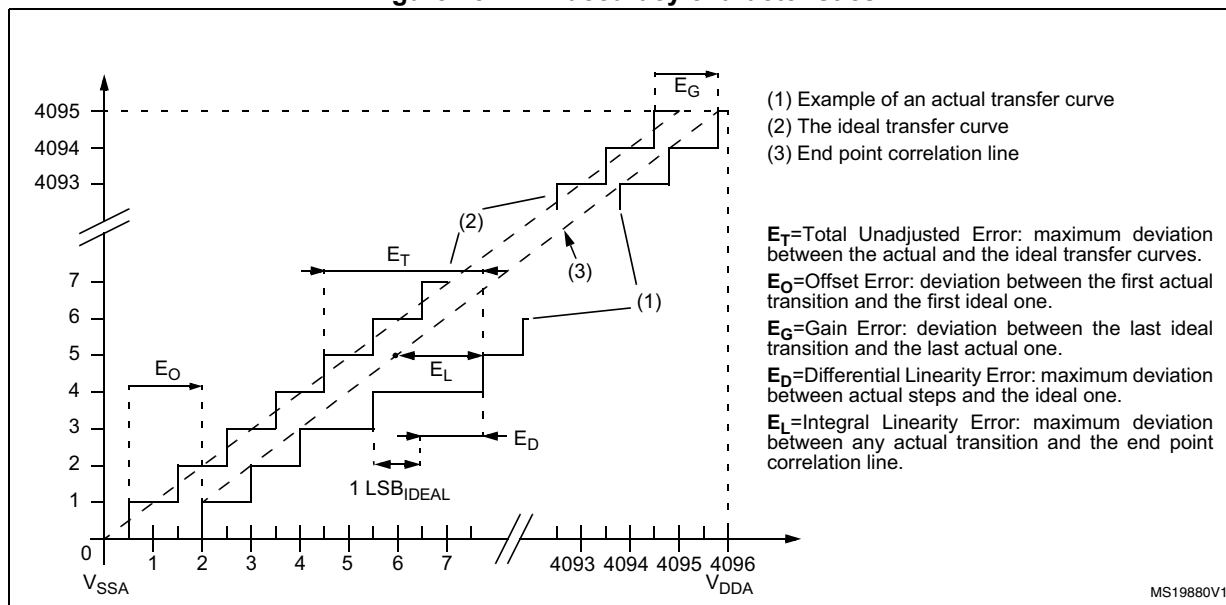 4095
4094
4093
7
6
5
4
3
2
1
0
E_G
(2)
E_T
(3)
(1)
E_O
E_L
E_D
1 LSB_IDEAL
1 2 3 4 5 6 7 4093 4094 4095 4096
V_SSA V_DDA
(1) Example of an actual transfer curve
(2) The ideal transfer curve
(3) End point correlation line
E_T=Total Unadjusted Error: maximum deviation
between the actual and the ideal transfer curves.
E_O=Offset Error: deviation between the first actual
transition and the first ideal one.
E_G=Gain Error: deviation between the last ideal
transition and the last actual one.
E_D=Differential Linearity Error: maximum deviation
between actual steps and the ideal one.
E_L=Integral Linearity Error: maximum deviation
between any actual transition and the end point
correlation line.
MS19880V1